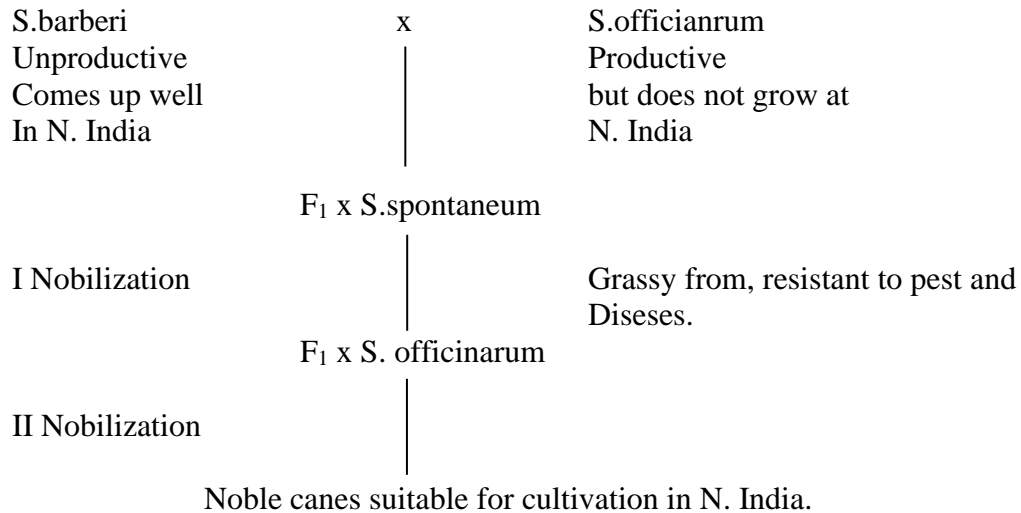 S.barberi x S.officianrum
Unproductive Productive
Comes up well but does not grow at
In N. India N. India
F₁ x S.spontaneum
I Nobilization Grassy from, resistant to pest and
Diseses.
F₁ x S. officinarum
II Nobilization
Noble canes suitable for cultivation in N. India.